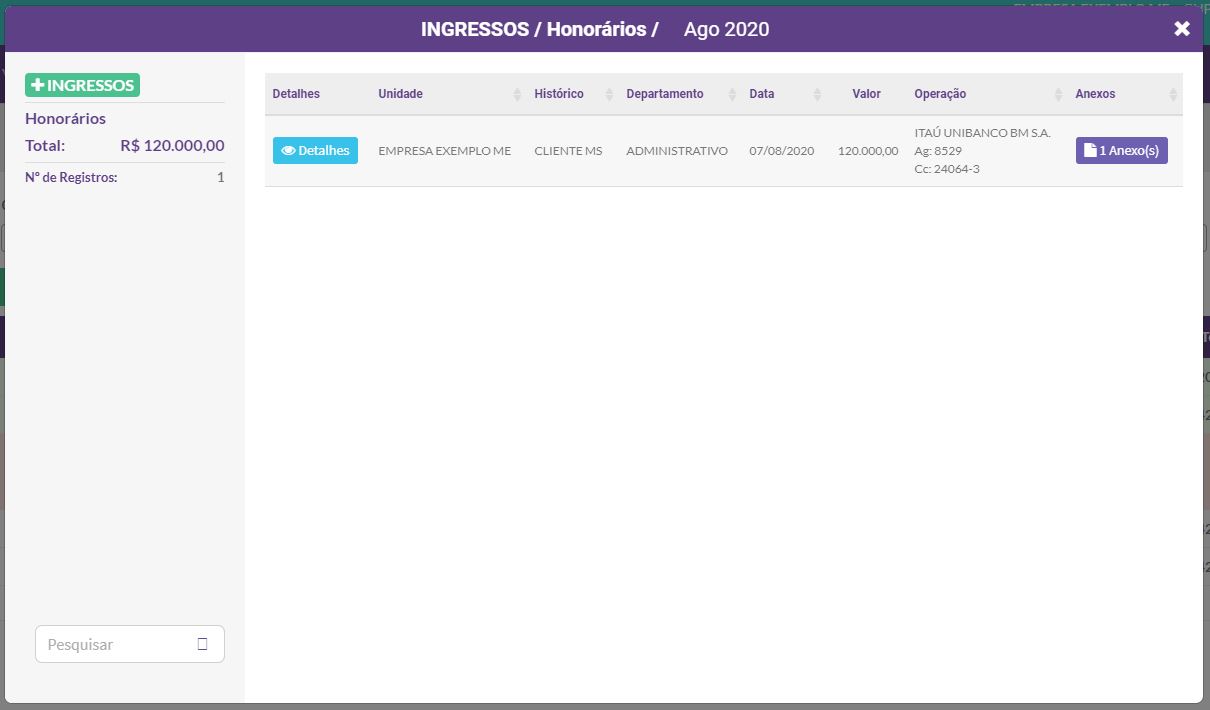 INGRESSOS / Honorários / Ago 2020
INGRESSOS
Honorários
Total: R$ 120.000,00
Nº de Registros: 1
Pesquisar
Detalhes Unidade Histórico Departamento Data Valor Operação Anexos
Detalhes EMPRESA EXEMPLO ME CLIENTE MS ADMINISTRATIVO 07/08/2020 120.000,00 ITAÚ UNIBANCO BM S.A.
Ag: 8529
Cc: 24064-3
1 Anexo(s)